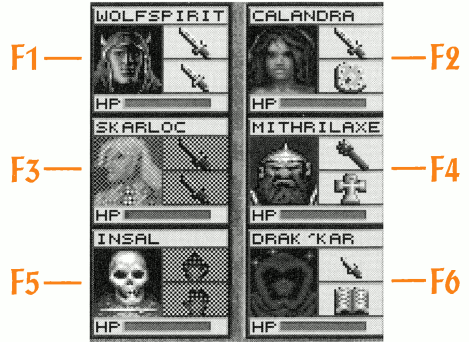 WOLFSPIRIT CALANDRA
F1 F2
HP HP
SKARLOC MITHRILAXE
F3 F4
HP HP
INSAL DRAK^KAR
F5 F6
HP HP